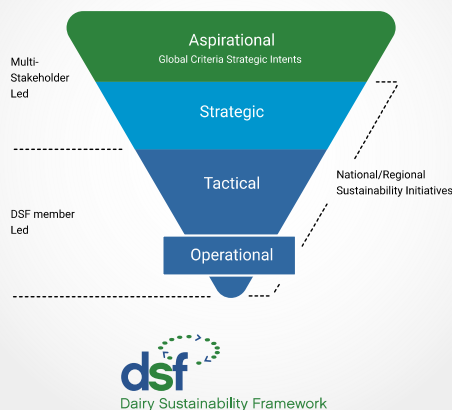 Aspirational
Global Criteria Strategic Intents
Multi-
Stakeholder
Led
Strategic
Tactical
National/Regional
Sustainability Initiatives
DSF member
Led
Operational
dsf
Dairy Sustainability Framework